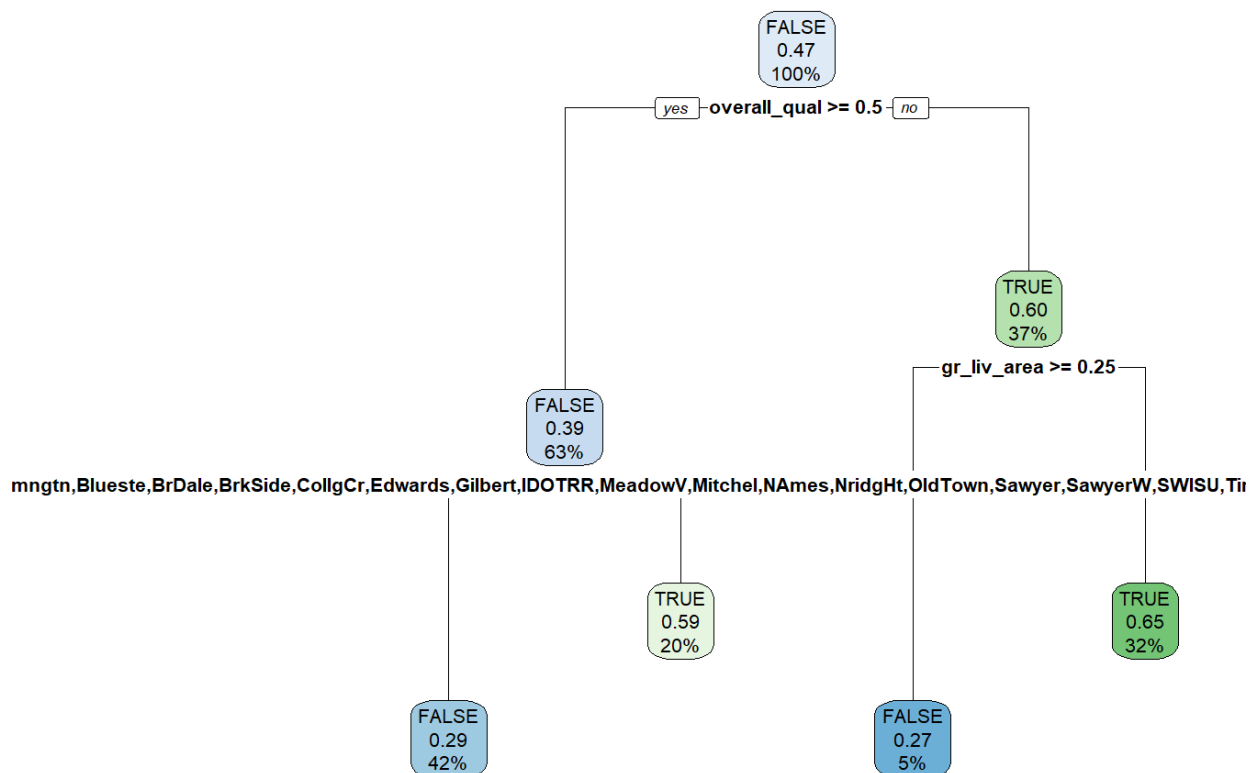 FALSE
0.47
100%
yes overall_qual >= 0.5 no
TRUE
0.60
37%
gr_liv_area >= 0.25
FALSE
0.39
63%
mngtn,Blueste,BrDale,BrkSide,CollgCr,Edwards,Gilbert,IDOTRR,MeadowV,Mitchel,NAmes,NridgHt,OldTown,Sawyer,SawyerW,SWISU,Tim
TRUE
0.59
20%
TRUE
0.65
32%
FALSE
0.29
42%
FALSE
0.27
5%